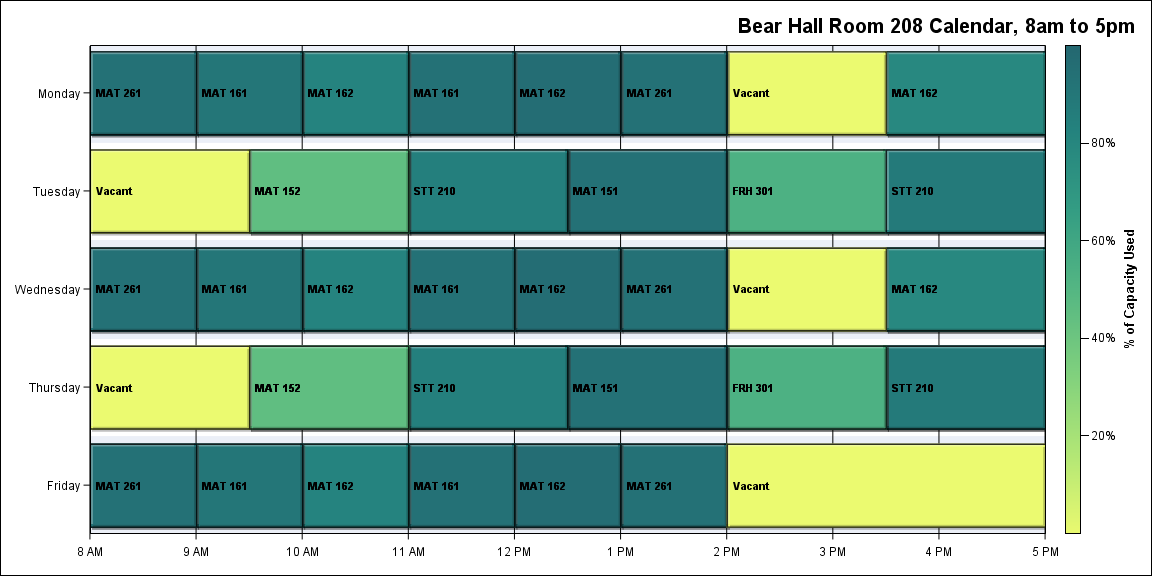 Bear Hall Room 208 Calendar, 8am to 5pm
Monday
MAT 261
MAT 161
MAT 162
MAT 161
MAT 162
MAT 261
Vacant
MAT 162
Tuesday
Vacant
MAT 152
STT 210
MAT 151
FRH 301
STT 210
Wednesday
MAT 261
MAT 161
MAT 162
MAT 161
MAT 162
MAT 261
Vacant
MAT 162
Thursday
Vacant
MAT 152
STT 210
MAT 151
FRH 301
STT 210
Friday
MAT 261
MAT 161
MAT 162
MAT 161
MAT 162
MAT 261
Vacant
8 AM
9 AM
10 AM
11 AM
12 PM
1 PM
2 PM
3 PM
4 PM
5 PM
80%
60%
40%
20%
% of Capacity Used